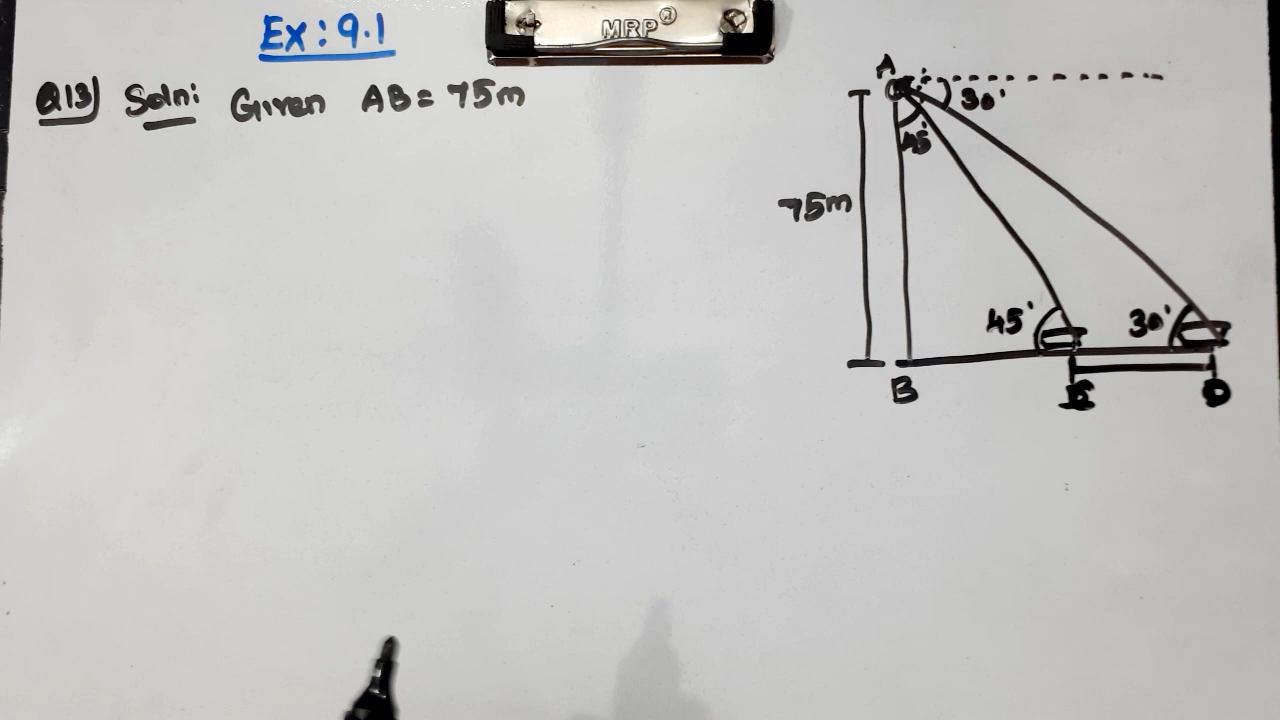 Ex: 9.1
MRP®
Q13) Soln: Given AB = 75m
A
30°
45°
75m
45°
30°
B
C
D